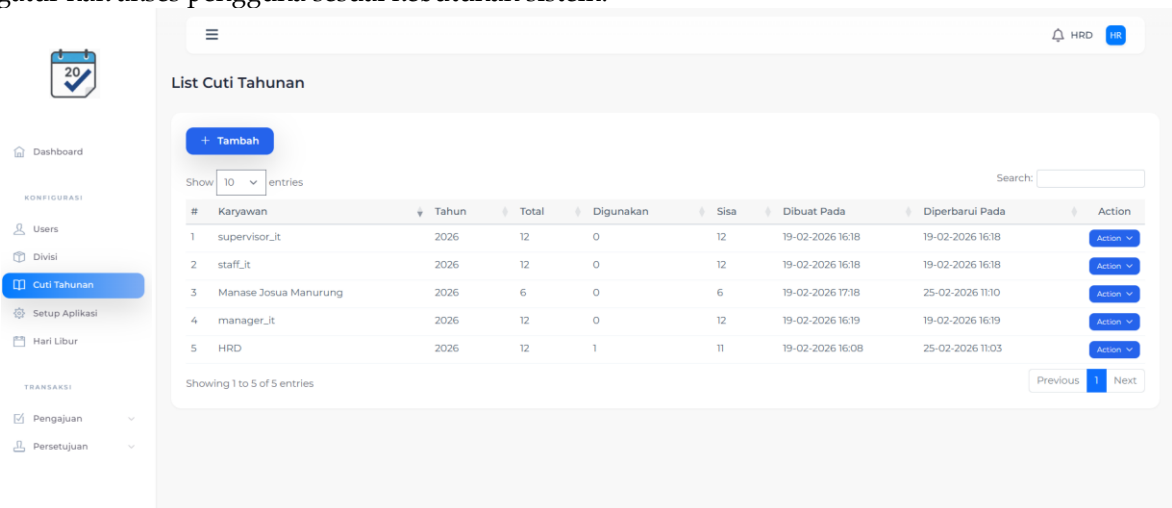 HRD HR
20
List Cuti Tahunan
+ Tambah
Dashboard
Show 10 entries
Search:
KONFIGURASI
# Karyawan Tahun Total Digunakan Sisa Dibuat Pada Diperbarui Pada Action
Users
1 supervisor_it 2026 12 0 12 19-02-2026 16:18 19-02-2026 16:18 Action
Divisi
2 staff_it 2026 12 0 12 19-02-2026 16:18 19-02-2026 16:18 Action
Cuti Tahunan
3 Manase Josua Manurung 2026 6 0 6 19-02-2026 17:18 25-02-2026 11:10 Action
Setup Aplikasi
4 manager_it 2026 12 0 12 19-02-2026 16:19 19-02-2026 16:19 Action
Hari Libur
5 HRD 2026 12 1 11 19-02-2026 16:08 25-02-2026 11:03 Action
Showing 1 to 5 of 5 entries
Previous 1 Next
TRANSAKSI
Pengajuan
Persetujuan